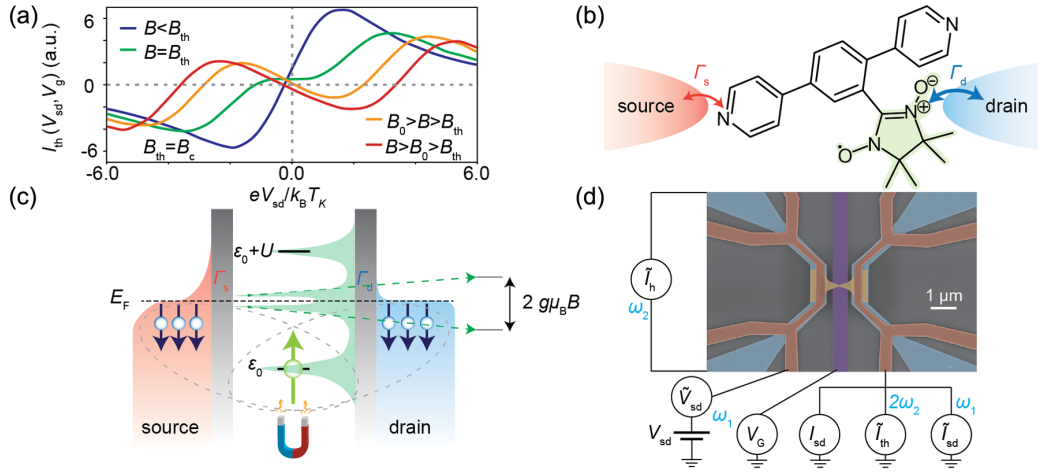 (a)
I_th (V_sd, V_g) (a.u.)
6
0
-6
B<B_th
B=B_th
B_th=B_c
B_0>B>B_th
B>B_0>B_th
-6.0
0.0
6.0
eV_sd/k_BT_K
(b)
source
Γ_s
N
N
O⊖
⊕
N
N
·O
Γ_d
drain
(c)
ε_0+U
Γ_s
Γ_d
E_F
2 gμ_BB
ε_0
source
drain
(d)
Ĩ_h
ω_2
1 μm
Ṽ_sd
ω_1
2ω_2
ω_1
V_sd
V_G
I_sd
Ĩ_th
Ĩ_sd